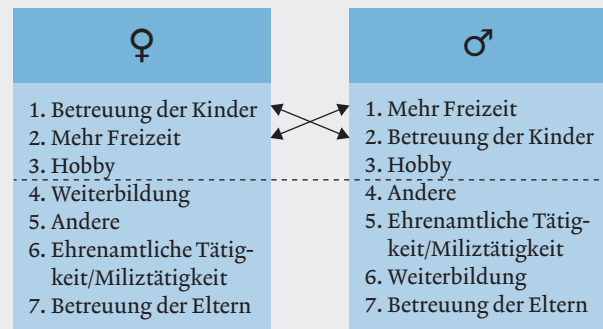 ♀
1. Betreuung der Kinder
2. Mehr Freizeit
3. Hobby
4. Weiterbildung
5. Andere
6. Ehrenamtliche Tätig-
keit/Miliztätigkeit
7. Betreuung der Eltern
♂
1. Mehr Freizeit
2. Betreuung der Kinder
3. Hobby
4. Andere
5. Ehrenamtliche Tätig-
keit/Miliztätigkeit
6. Weiterbildung
7. Betreuung der Eltern